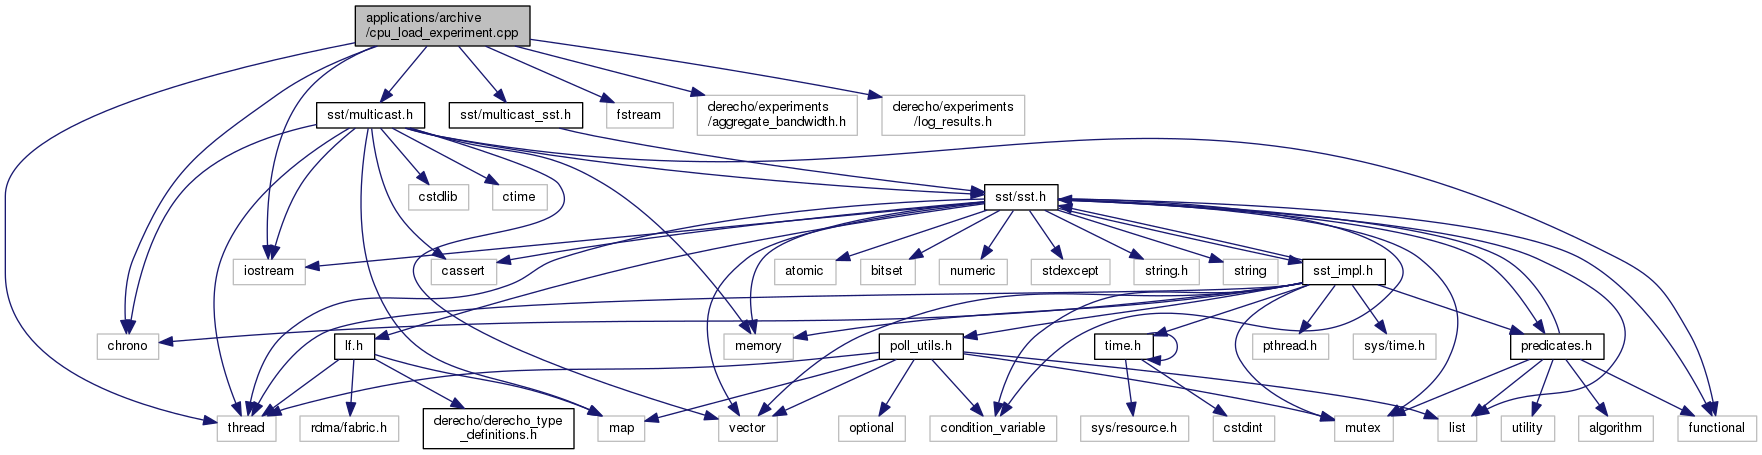 applications/archive
/cpu_load_experiment.cpp
sst/multicast.h
sst/multicast_sst.h
fstream
derecho/experiments
/aggregate_bandwidth.h
derecho/experiments
/log_results.h
cstdlib
ctime
sst/sst.h
iostream
cassert
atomic
bitset
numeric
stdexcept
string.h
string
sst_impl.h
chrono
lf.h
memory
poll_utils.h
time.h
pthread.h
sys/time.h
predicates.h
thread
rdma/fabric.h
derecho/derecho_type
_definitions.h
map
vector
optional
condition_variable
sys/resource.h
cstdint
mutex
list
utility
algorithm
functional